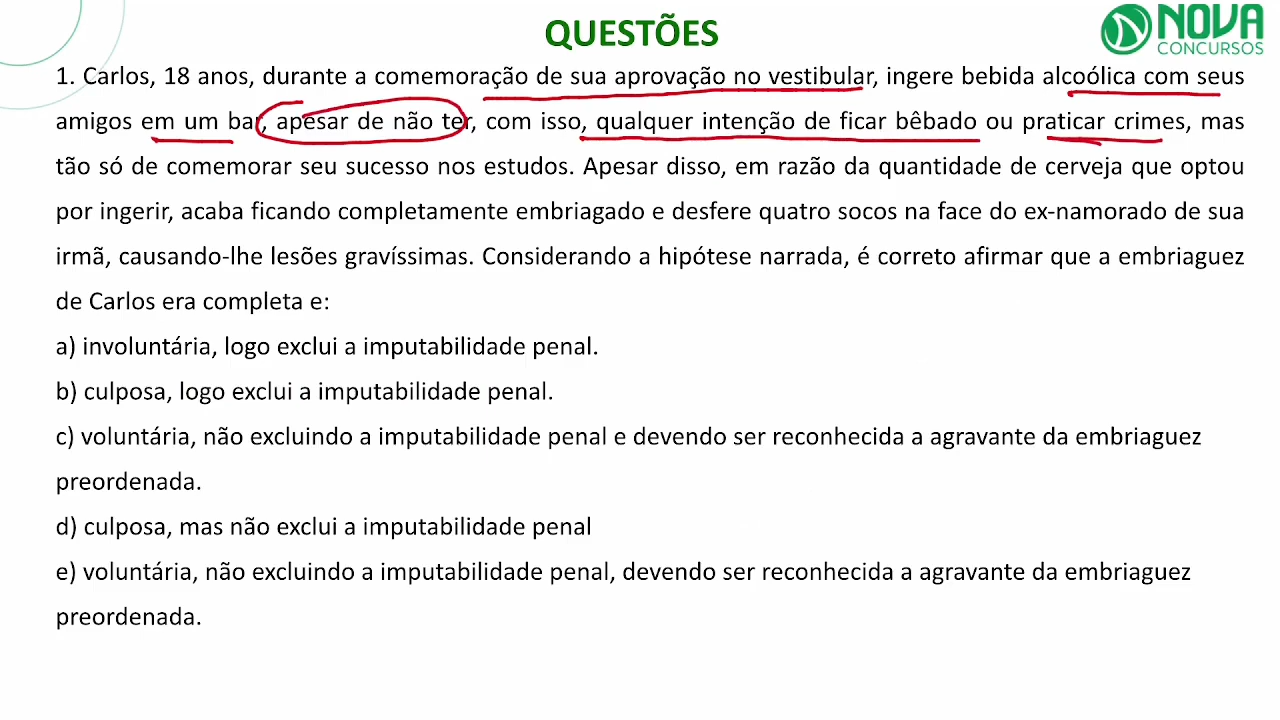 QUESTÕES
NOVA
CONCURSOS
1. Carlos, 18 anos, durante a comemoração de sua aprovação no vestibular, ingere bebida alcoólica com seus
amigos em um bar, apesar de não ter, com isso, qualquer intenção de ficar bêbado ou praticar crimes, mas
tão só de comemorar seu sucesso nos estudos. Apesar disso, em razão da quantidade de cerveja que optou
por ingerir, acaba ficando completamente embriagado e desfere quatro socos na face do ex-namorado de sua
irmã, causando-lhe lesões gravíssimas. Considerando a hipótese narrada, é correto afirmar que a embriaguez
de Carlos era completa e:
a) involuntária, logo exclui a imputabilidade penal.
b) culposa, logo exclui a imputabilidade penal.
c) voluntária, não excluindo a imputabilidade penal e devendo ser reconhecida a agravante da embriaguez
preordenada.
d) culposa, mas não exclui a imputabilidade penal
e) voluntária, não excluindo a imputabilidade penal, devendo ser reconhecida a agravante da embriaguez
preordenada.